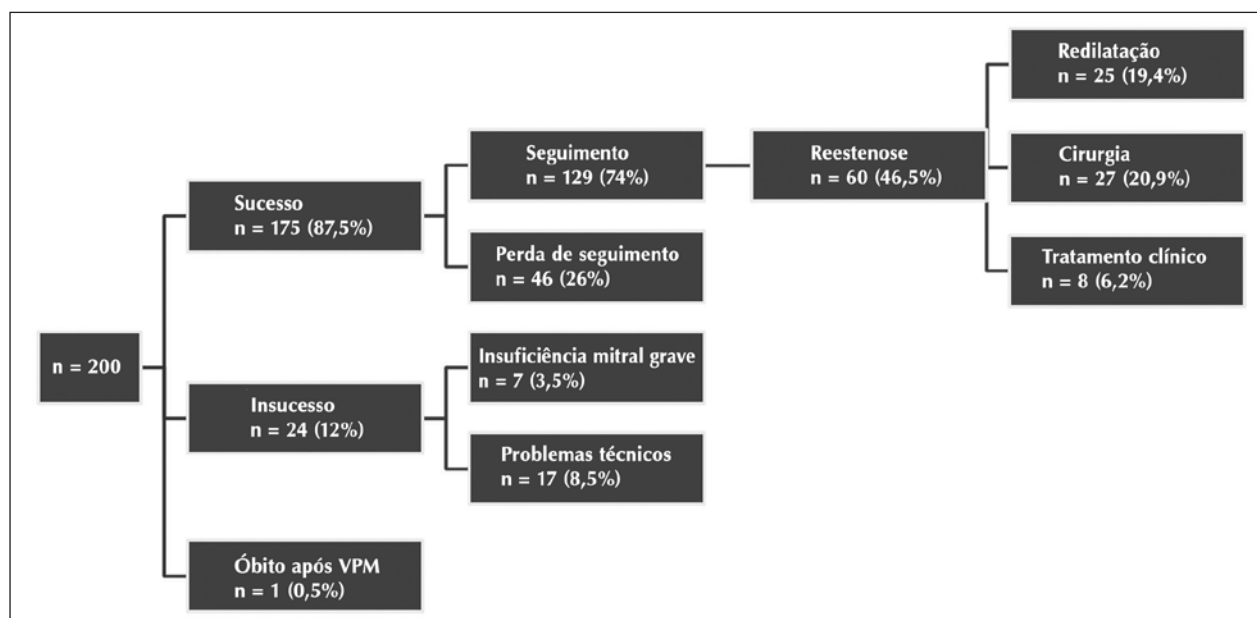 n = 200
Sucesso
n = 175 (87,5%)
Insucesso
n = 24 (12%)
Óbito após VPM
n = 1 (0,5%)
Seguimento
n = 129 (74%)
Perda de seguimento
n = 46 (26%)
Insuficiência mitral grave
n = 7 (3,5%)
Problemas técnicos
n = 17 (8,5%)
Reestenose
n = 60 (46,5%)
Redilatação
n = 25 (19,4%)
Cirurgia
n = 27 (20,9%)
Tratamento clínico
n = 8 (6,2%)